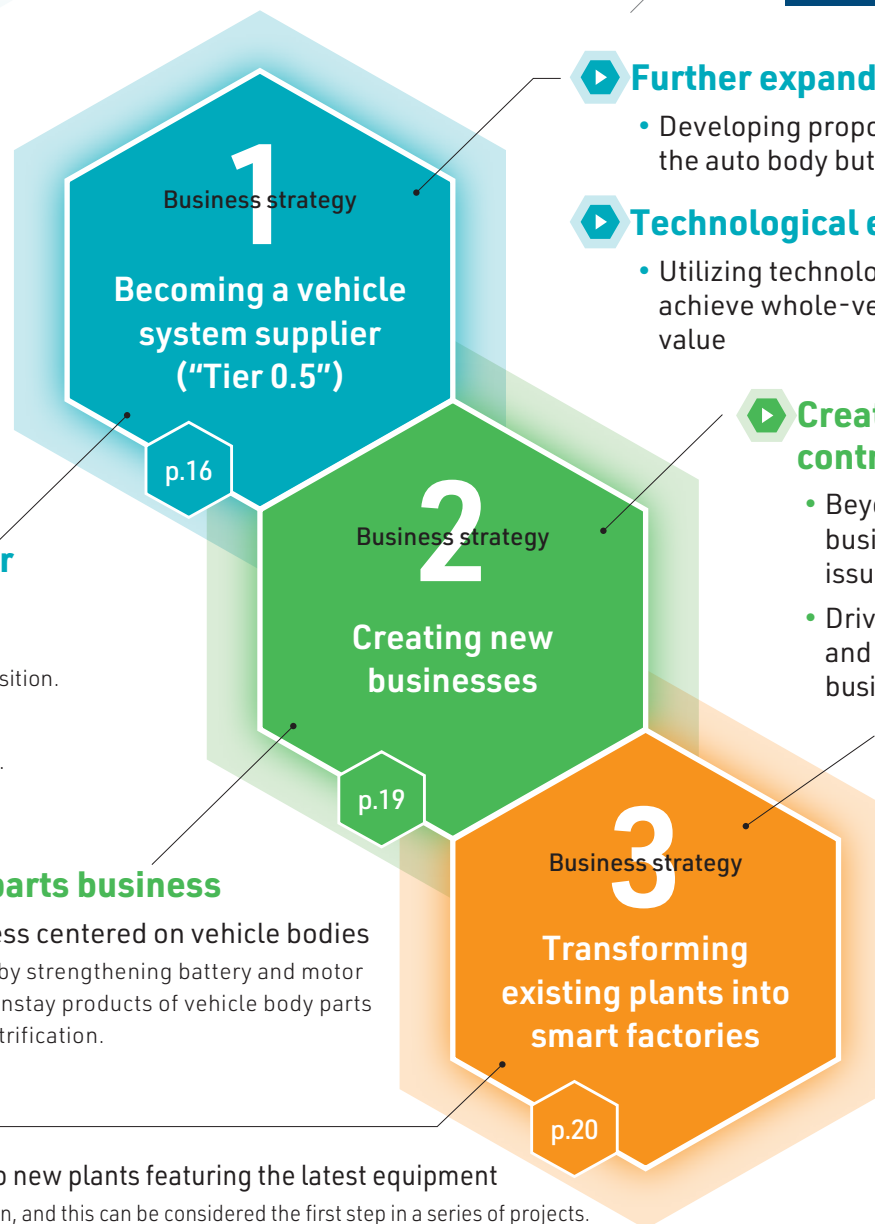 1
Business strategy
Becoming a vehicle
system supplier
("Tier 0.5")
p.16
Further expand
• Developing propo
the auto body but
Technological e
• Utilizing technolo
achieve whole-ve
value
2
Business strategy
Creating new
businesses
p.19
Creat
contr
• Beyo
busi
issu
• Driv
and
busi
r
sition.
.
parts business
ess centered on vehicle bodies
by strengthening battery and motor
instay products of vehicle body parts
trification.
3
Business strategy
Transforming
existing plants into
smart factories
p.20
o new plants featuring the latest equipment
n, and this can be considered the first step in a series of projects.